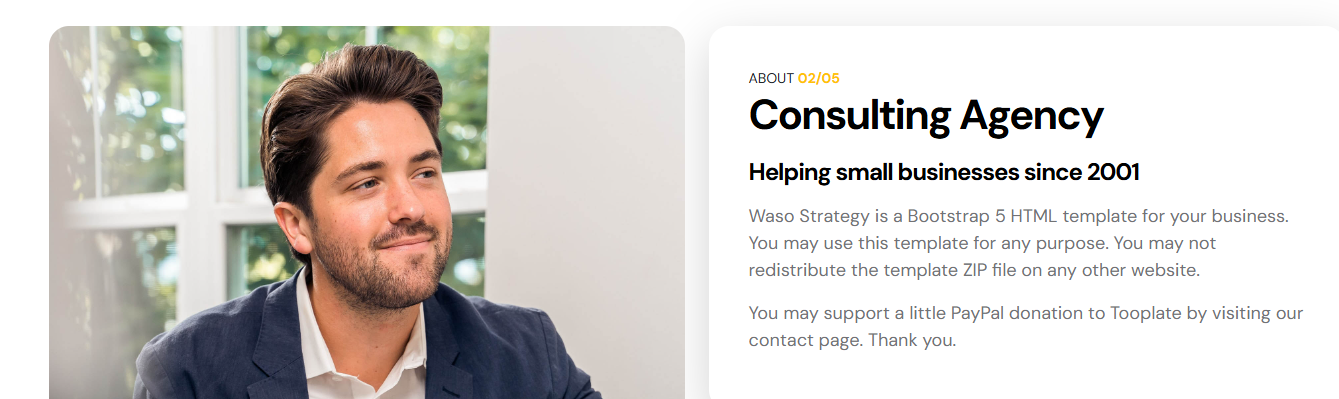 ABOUT 02/05
Consulting Agency
Helping small businesses since 2001
Waso Strategy is a Bootstrap 5 HTML template for your business.
You may use this template for any purpose. You may not
redistribute the template ZIP file on any other website.
You may support a little PayPal donation to Tooplate by visiting our
contact page. Thank you.